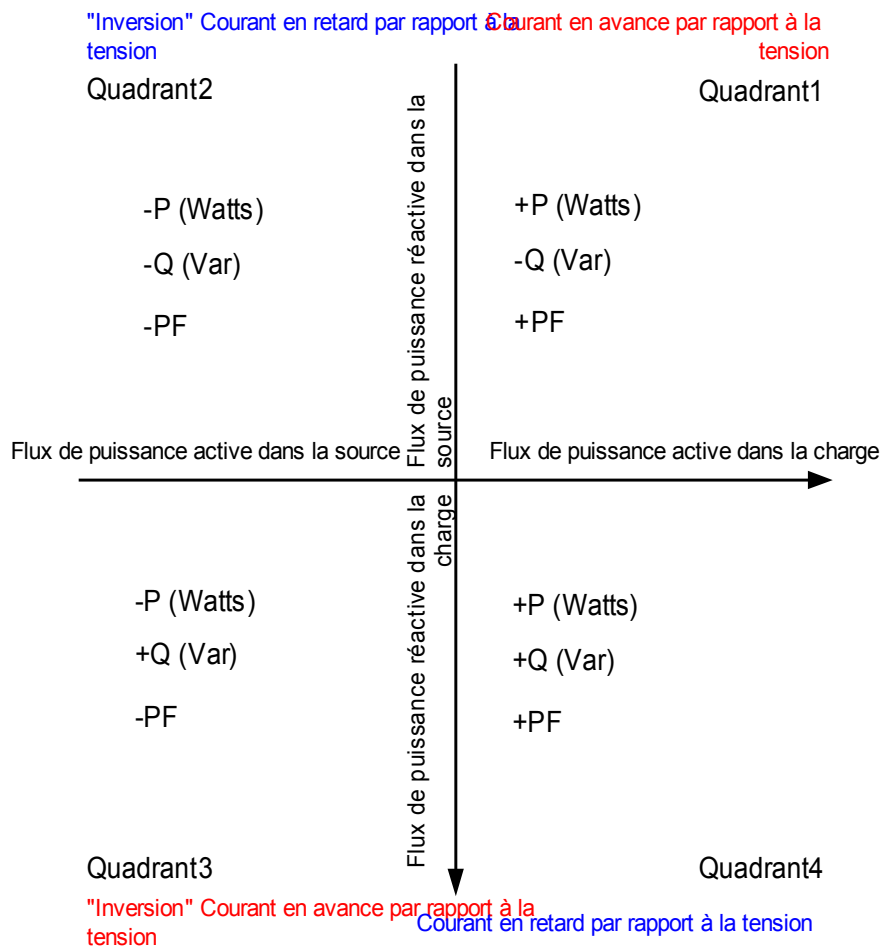 "Inversion" Courant en retard par rapport à la
tension
Courant en avance par rapport à la
tension
Quadrant2
Quadrant1
-P (Watts)
-Q (Var)
-PF
+P (Watts)
-Q (Var)
+PF
Flux de puissance réactive dans la
source
Flux de puissance active dans la source
Flux de puissance active dans la charge
Flux de puissance réactive dans la
charge
-P (Watts)
+Q (Var)
-PF
+P (Watts)
+Q (Var)
+PF
Quadrant3
Quadrant4
"Inversion" Courant en avance par rapport à la
tension
Courant en retard par rapport à la tension